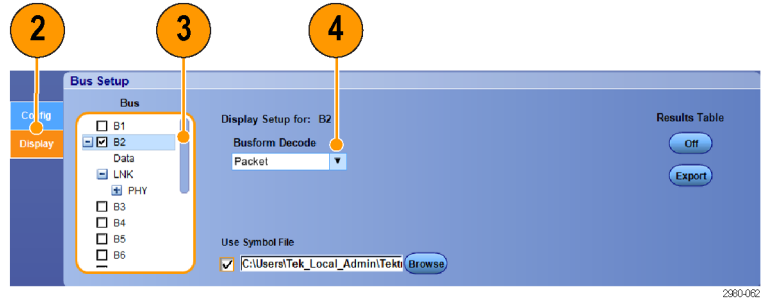 2 3 4
Bus Setup
Bus
Config
Display
B1
B2
Data
LNK
PHY
B3
B4
B5
B6
Display Setup for: B2
Busform Decode
Packet
Use Symbol File
C:\Users\Tek_Local_Admin\Tekt
Browse
Results Table
Off
Export
2980-062